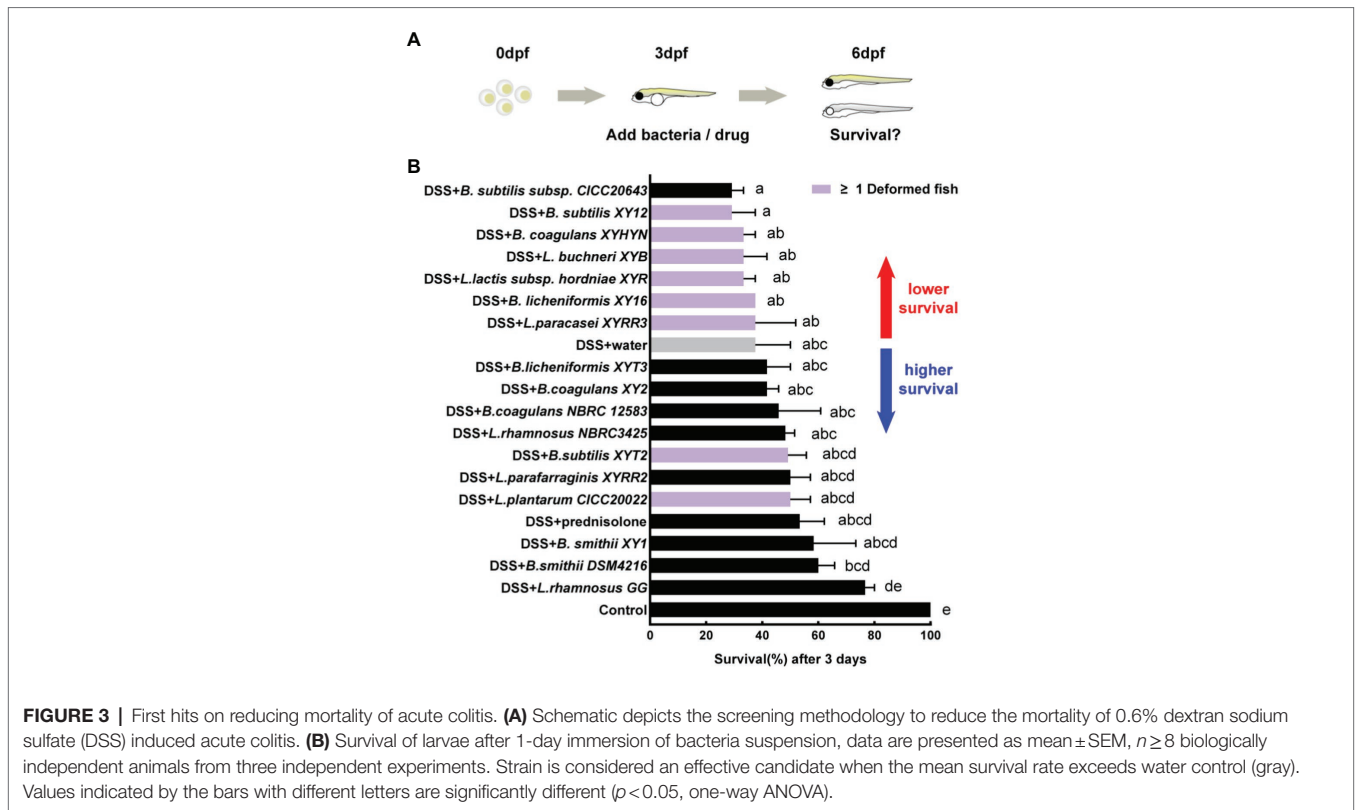 A
0dpf 3dpf 6dpf
Add bacteria / drug Survival?
B
DSS+B. subtilis subsp. CICC20643 a
≥ 1 Deformed fish
DSS+B. subtilis XY12 a
DSS+B. coagulans XYHYN ab
DSS+L. buchneri XYB ab
DSS+L.lactis subsp. hordniae XYR ab
DSS+B. licheniformis XY16 ab
DSS+L.paracasei XYRR3 ab
DSS+water abc
DSS+B.licheniformis XYT3 abc
DSS+B.coagulans XY2 abc
DSS+B.coagulans NBRC 12583 abc
DSS+L.rhamnosus NBRC3425 abc
DSS+B.subtilis XYT2 abcd
DSS+L.parafarraginis XYRR2 abcd
DSS+L.plantarum CICC20022 abcd
DSS+prednisolone abcd
DSS+B. smithii XY1 abcd
DSS+B.smithii DSM4216 bcd
DSS+L.rhamnosus GG de
Control e
lower
survival
higher
survival
0 20 40 60 80 100
Survival(%) after 3 days
FIGURE 3 | First hits on reducing mortality of acute colitis. (A) Schematic depicts the screening methodology to reduce the mortality of 0.6% dextran sodium
sulfate (DSS) induced acute colitis. (B) Survival of larvae after 1-day immersion of bacteria suspension, data are presented as mean±SEM, n≥8 biologically
independent animals from three independent experiments. Strain is considered an effective candidate when the mean survival rate exceeds water control (gray).
Values indicated by the bars with different letters are significantly different (p<0.05, one-way ANOVA).